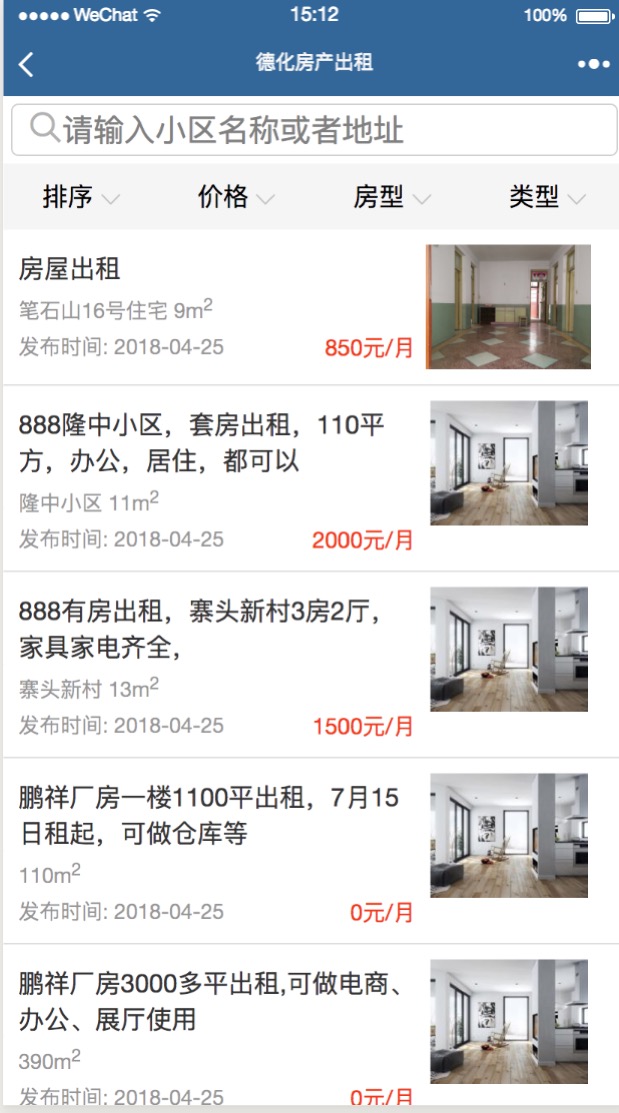 WeChat 15:12 100%
德化房产出租
请输入小区名称或者地址
排序 价格 房型 类型
房屋出租
笔石山16号住宅 9m²
发布时间: 2018-04-25 850元/月
888隆中小区，套房出租，110平
方，办公，居住，都可以
隆中小区 11m²
发布时间: 2018-04-25 2000元/月
888有房出租，寨头新村3房2厅，
家具家电齐全，
寨头新村 13m²
发布时间: 2018-04-25 1500元/月
鹏祥厂房一楼1100平出租，7月15
日租起，可做仓库等
110m²
发布时间: 2018-04-25 0元/月
鹏祥厂房3000多平出租,可做电商、
办公、展厅使用
390m²
发布时间: 2018-04-25 0元/月